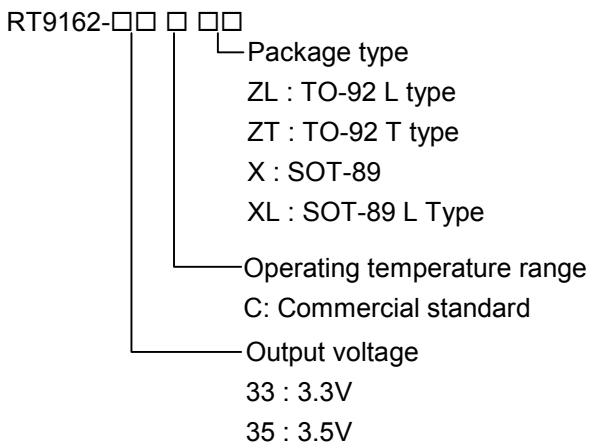 RT9162-□□ □ □□
Package type
ZL : TO-92 L type
ZT : TO-92 T type
X : SOT-89
XL : SOT-89 L Type
Operating temperature range
C: Commercial standard
Output voltage
33 : 3.3V
35 : 3.5V